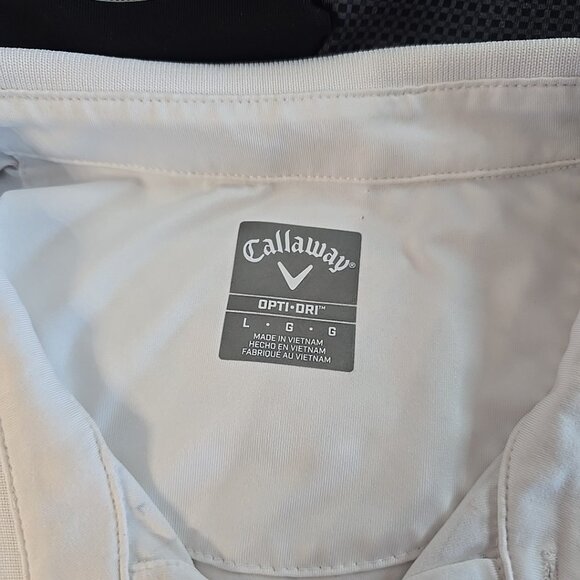 Callaway®
OPTI•DRI™
L • G • G
MADE IN VIETNAM
HECHO EN VIETNAM
FABRIQUÉ AU VIETNAM